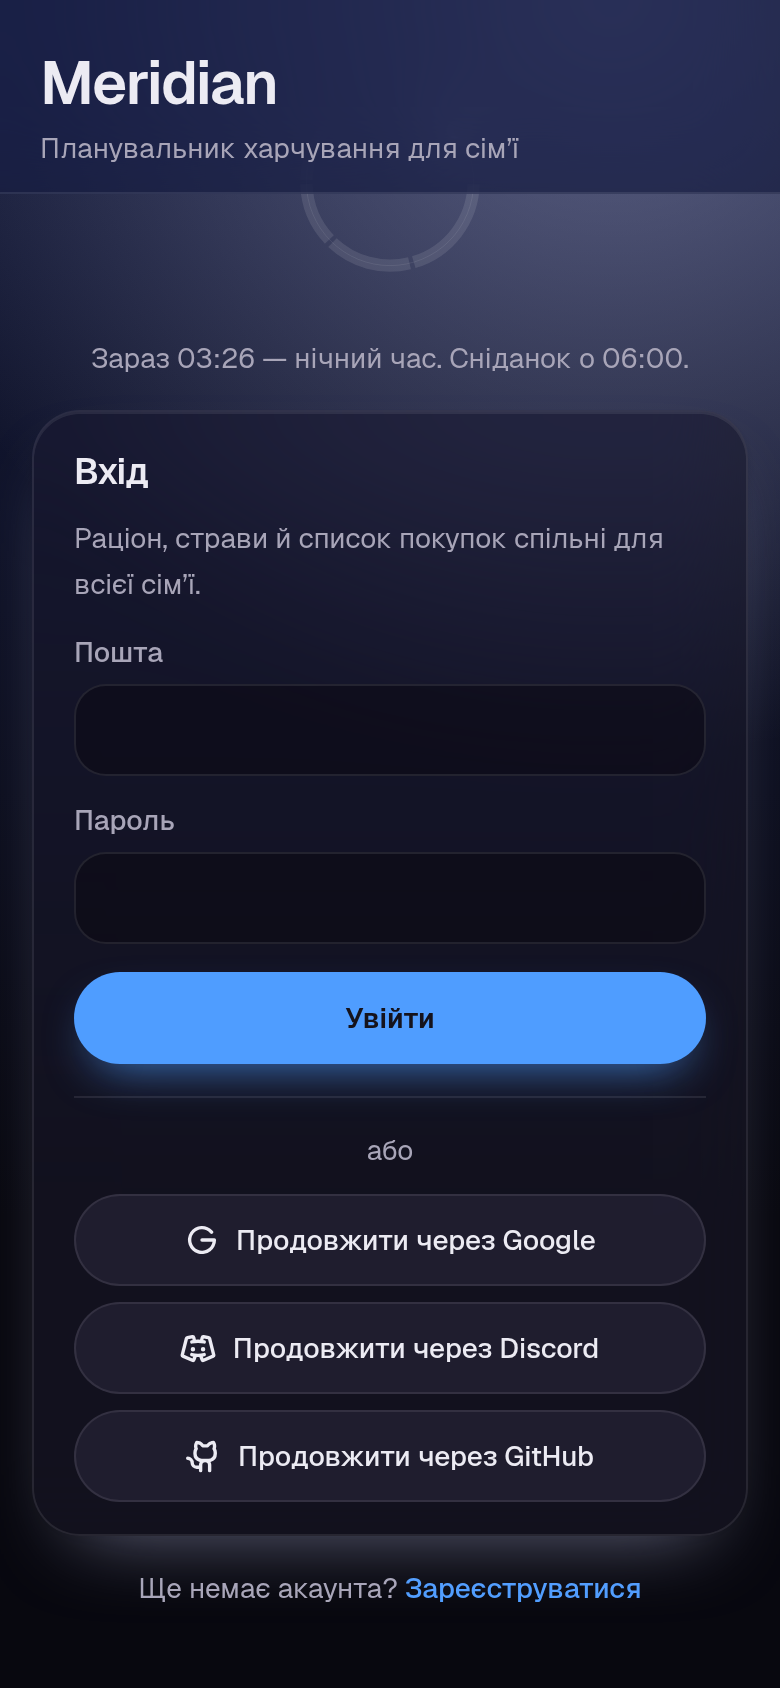 Meridian
Планувальник харчування для сім’ї
Зараз 03:26 — нічний час. Сніданок о 06:00.
Вхід
Раціон, страви й список покупок спільні для
всієї сім’ї.
Пошта
Пароль
Увійти
або
Продовжити через Google
Продовжити через Discord
Продовжити через GitHub
Ще немає акаунта? Зареєструватися